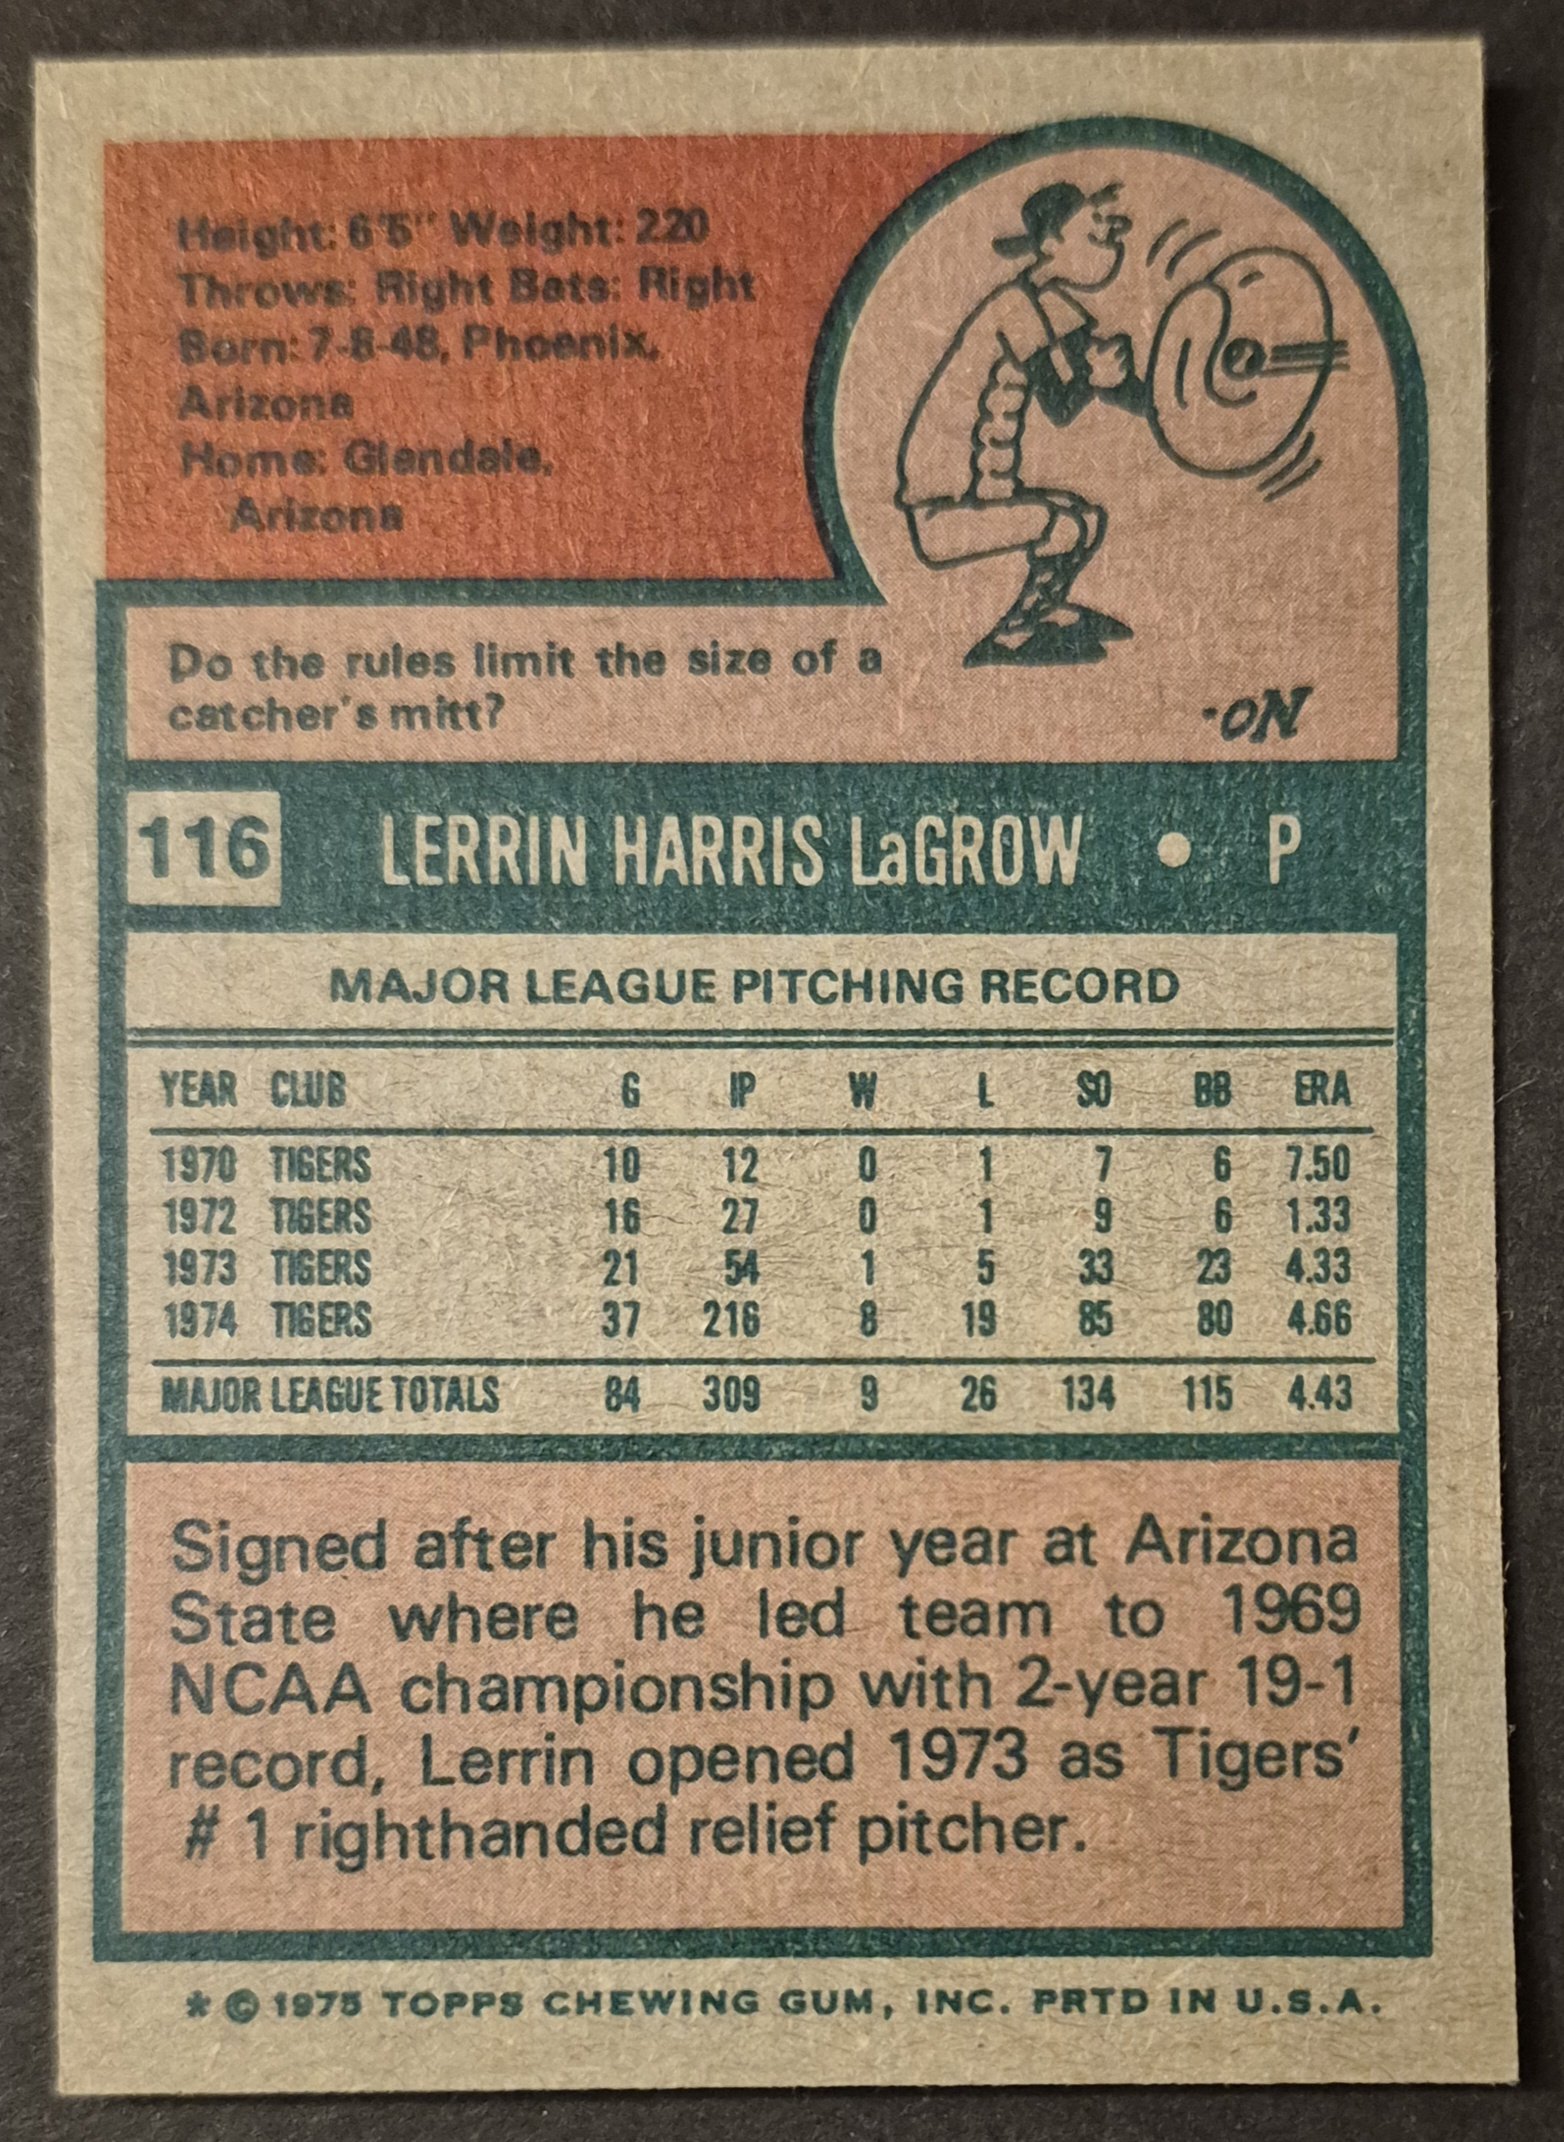 Height: 6'5" Weight: 220
Throws: Right Bats: Right
Born: 7-8-48, Phoenix,
Arizona
Home: Glendale,
Arizona
Do the rules limit the size of a
catcher's mitt?
No.
116 LERRIN HARRIS LaGROW • P
MAJOR LEAGUE PITCHING RECORD
YEAR CLUB G IP W L SO BB ERA
1970 TIGERS 10 12 0 1 7 6 7.50
1972 TIGERS 16 27 0 1 9 6 1.33
1973 TIGERS 21 54 1 5 33 23 4.33
1974 TIGERS 37 216 8 19 85 80 4.66
MAJOR LEAGUE TOTALS 84 309 9 26 134 115 4.43
Signed after his junior year at Arizona
State where he led team to 1969
NCAA championship with 2-year 19-1
record, Lerrin opened 1973 as Tigers'
# 1 righthanded relief pitcher.
* © 1975 TOPPS CHEWING GUM, INC. PRTD IN U.S.A.